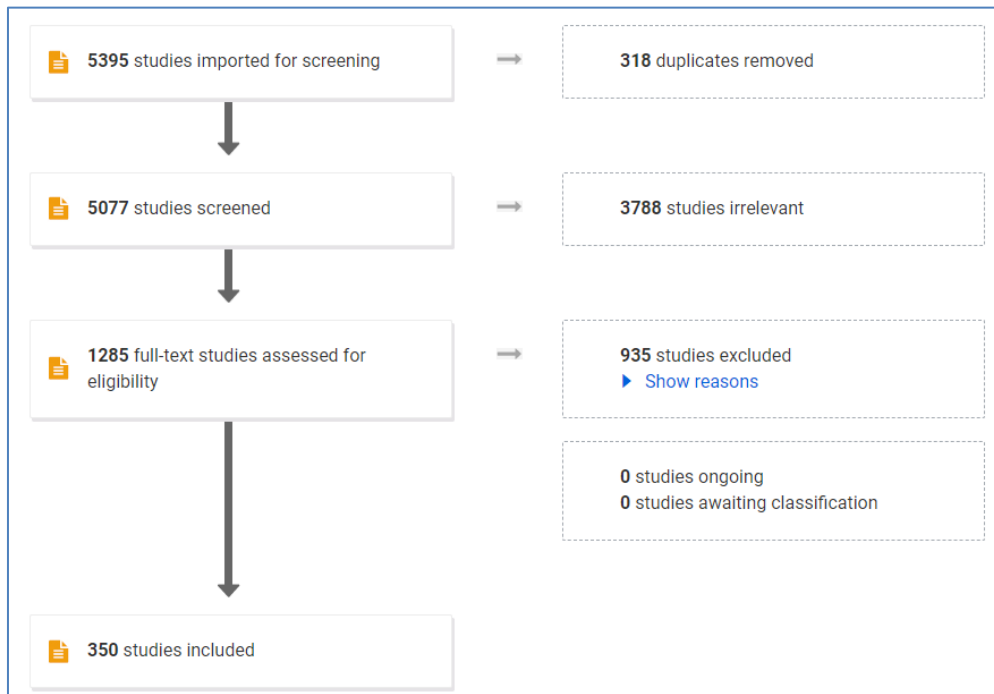 5395 studies imported for screening
318 duplicates removed
5077 studies screened
3788 studies irrelevant
1285 full-text studies assessed for
eligibility
935 studies excluded
Show reasons
0 studies ongoing
0 studies awaiting classification
350 studies included